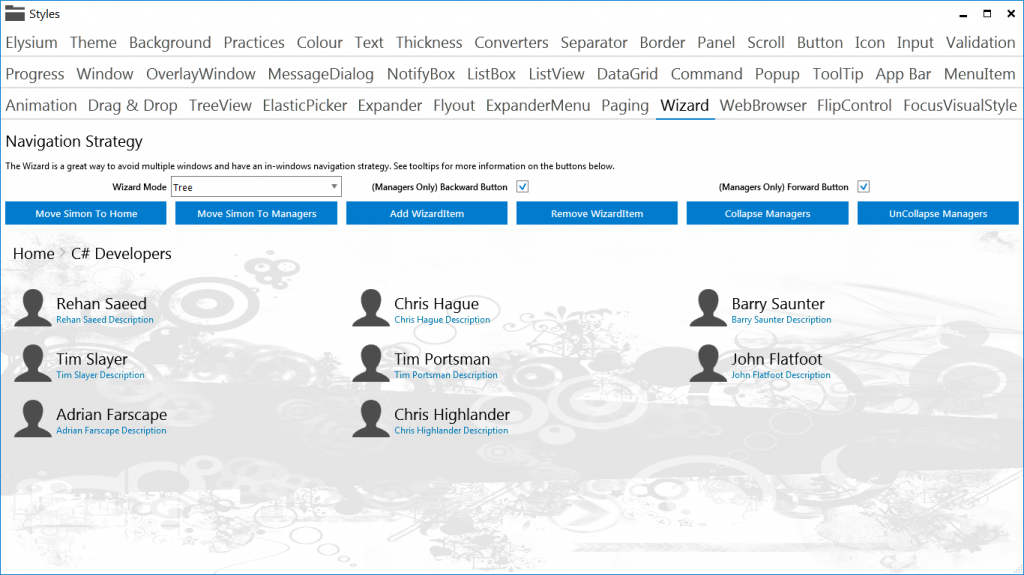 Styles
Elysium Theme Background Practices Colour Text Thickness Converters Separator Border Panel Scroll Button Icon Input Validation
Progress Window OverlayWindow MessageDialog NotifyBox ListBox ListView DataGrid Command Popup ToolTip App Bar MenuItem
Animation Drag & Drop TreeView ElasticPicker Expander Flyout ExpanderMenu Paging Wizard WebBrowser FlipControl FocusVisualStyle
Navigation Strategy
The Wizard is a great way to avoid multiple windows and have an in-windows navigation strategy. See tooltips for more information on the buttons below.
Wizard Mode Tree (Managers Only) Backward Button (Managers Only) Forward Button
Move Simon To Home Move Simon To Managers Add WizardItem Remove WizardItem Collapse Managers UnCollapse Managers
Home C# Developers
Rehan Saeed Chris Hague Barry Saunter
Rehan Saeed Description Chris Hague Description Barry Saunter Description
Tim Slayer Tim Portsman John Flatfoot
Tim Slayer Description Tim Portsman Description John Flatfoot Description
Adrian Farscape Chris Highlander
Adrian Farscape Description Chris Highlander Description